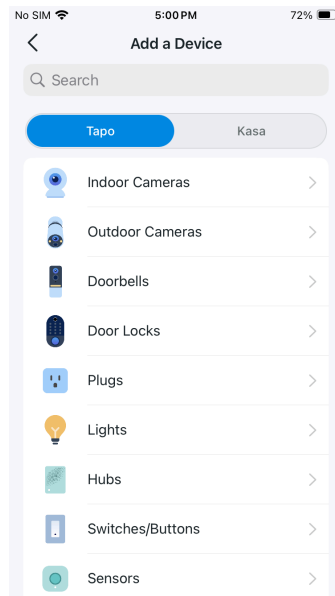 No SIM 5:00 PM 72%
Add a Device
Search
Tapo Kasa
Indoor Cameras
Outdoor Cameras
Doorbells
Door Locks
Plugs
Lights
Hubs
Switches/Buttons
Sensors